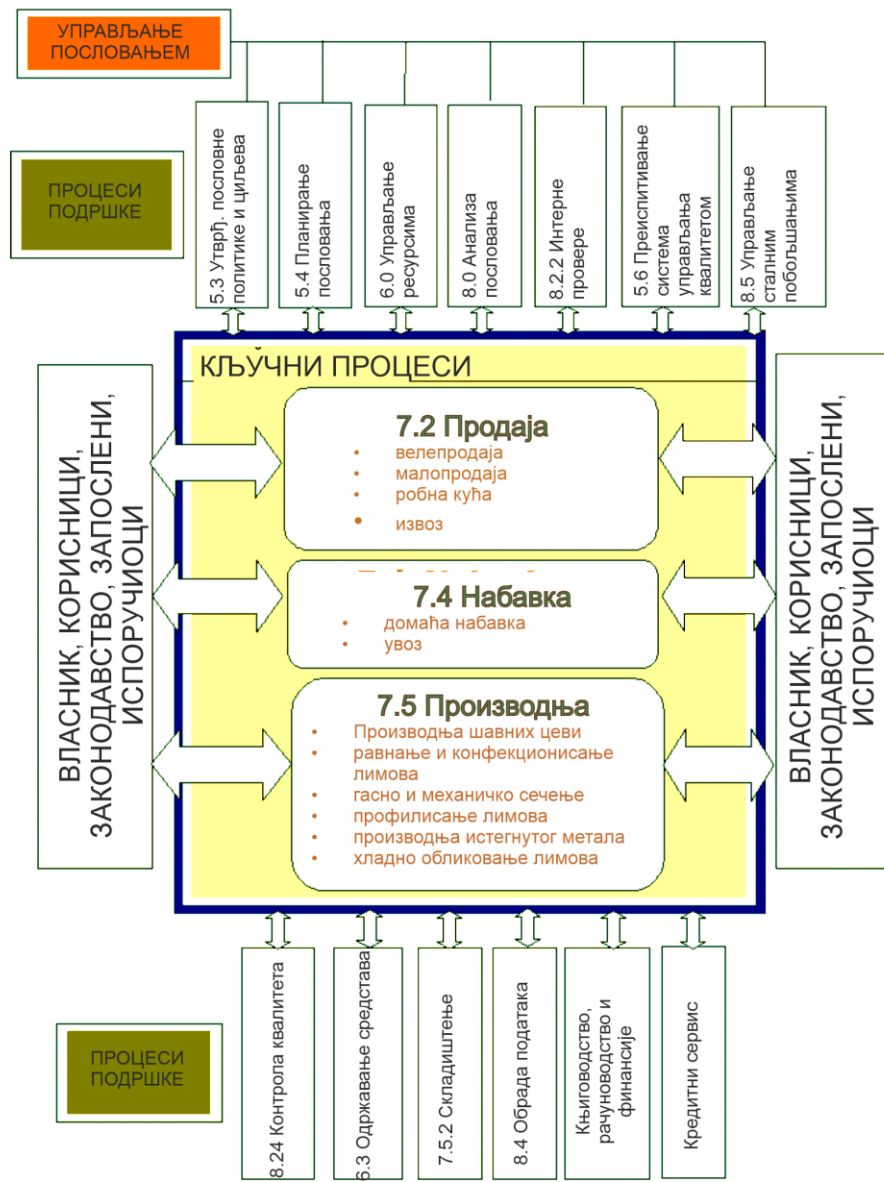 УПРАВЉАЊЕ
ПОСЛОВАЊЕМ
ПРОЦЕСИ
ПОДРШКЕ
5.3 Утврђ. пословне
политике и циљева
5.4 Планирање
пословања
6.0 Управљање
ресурсима
8.0 Анализа
пословања
8.2.2 Интерне
провере
5.6 Преиспитивање
система
управљања
квалитетом
8.5 Управљање
сталним
побољшањима
ВЛАСНИК, КОРИСНИЦИ,
ЗАКОНОДАВСТВО, ЗАПОСЛЕНИ,
ИСПОРУЧИОЦИ
КЉУЧНИ ПРОЦЕСИ
7.2 Продаја
• велепродаја
• малопродаја
• робна кућа
• извоз
7.4 Набавка
• домаћа набавка
• увоз
7.5 Производња
• Производња шавних цеви
• равнање и конфекционисање
лимова
• гасно и механичко сечење
• профилисање лимова
• производња истегнутог метала
• хладно обликовање лимова
ВЛАСНИК, КОРИСНИЦИ,
ЗАКОНОДАВСТВО, ЗАПОСЛЕНИ,
ИСПОРУЧИОЦИ
ПРОЦЕСИ
ПОДРШКЕ
8.24 Контрола квалитета
6.3 Одржавање средстава
7.5.2 Складиштење
8.4 Обрада података
Књиговодство,
рачуноводство и
финансије
Кредитни сервис